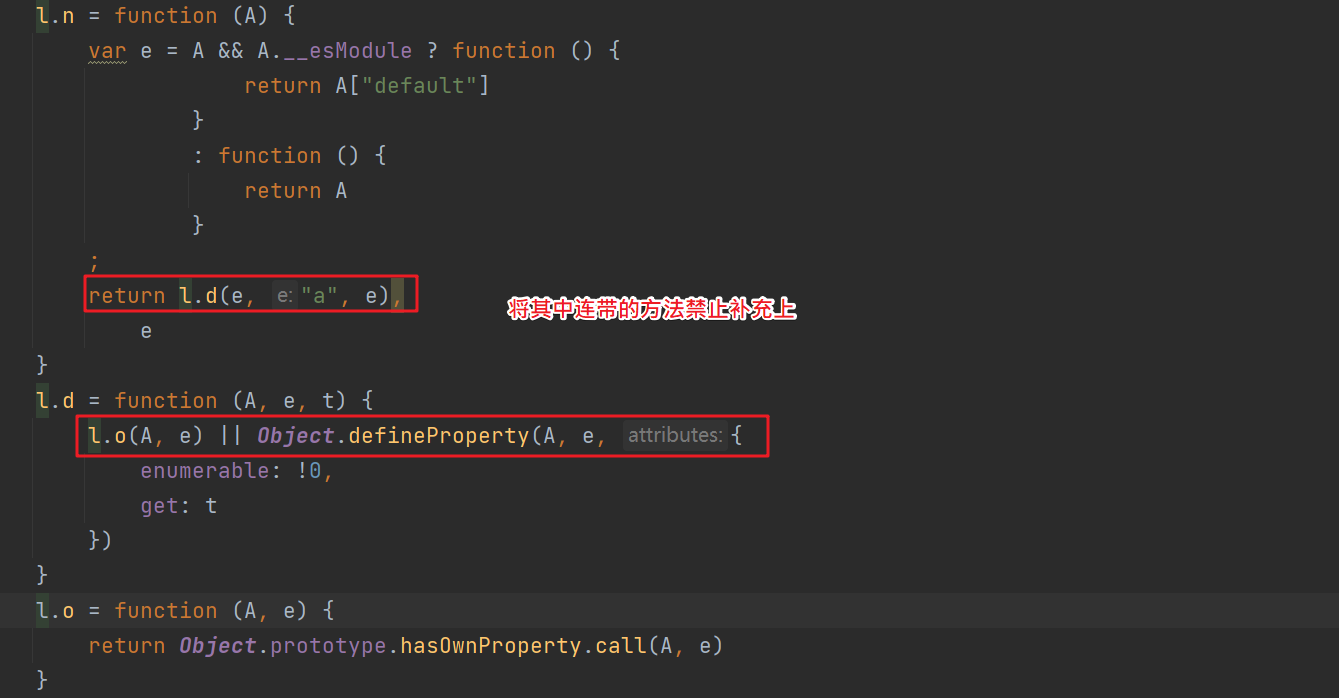 l.n = function (A) {
var e = A && A.__esModule ? function () {
return A["default"]
}
: function () {
return A
}
;
return l.d(e, e: "a", e),
将其中连带的方法禁止补充上
e
}
l.d = function (A, e, t) {
l.o(A, e) || Object.defineProperty(A, e, attributes: {
enumerable: !0,
get: t
})
}
l.o = function (A, e) {
return Object.prototype.hasOwnProperty.call(A, e)
}